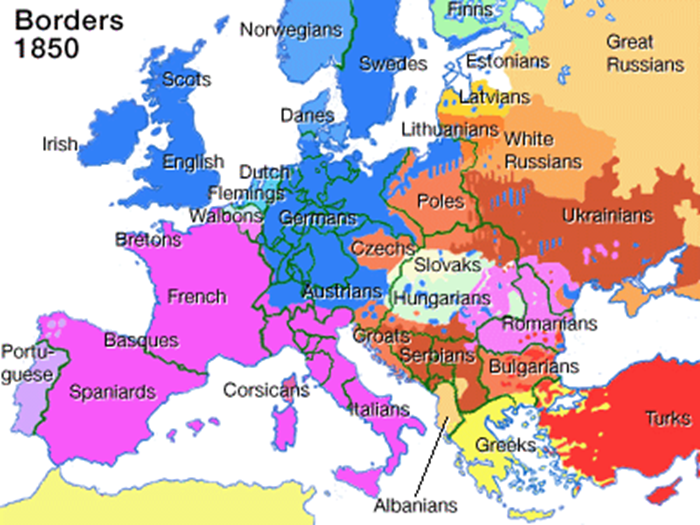 Borders
1850
Finns
Norwegians
Great
Russians
Swedes
Estonians
Scots
Latvians
Danes
Lithuanians
Irish
White
Russians
English
Dutch
Flemings
Poles
Walloons
Germans
Ukrainians
Bretons
Czechs
Slovaks
French
Austrians
Hungarians
Romanians
Basques
Croats
Portu-
guese
Serbians
Bulgarians
Spaniards
Corsicans
Italians
Turks
Greeks
Albanians